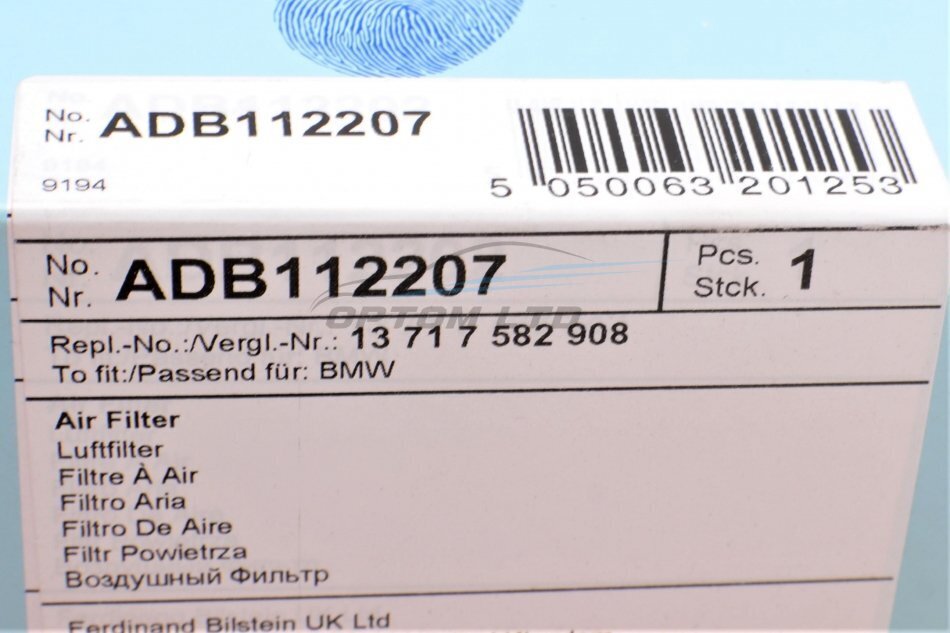 No. Nr. ADB112207
9194
5 050063 201253
No. Nr. ADB112207
Pcs. Stck. 1
OPTOM LTD
Repl.-No.:/Vergl.-Nr.: 13 71 7 582 908
To fit:/Passend für: BMW
Air Filter
Luftfilter
Filtre À Air
Filtro Aria
Filtro De Aire
Filtr Powietrza
Воздушный Фильтр
Ferdinand Bilstein UK Ltd